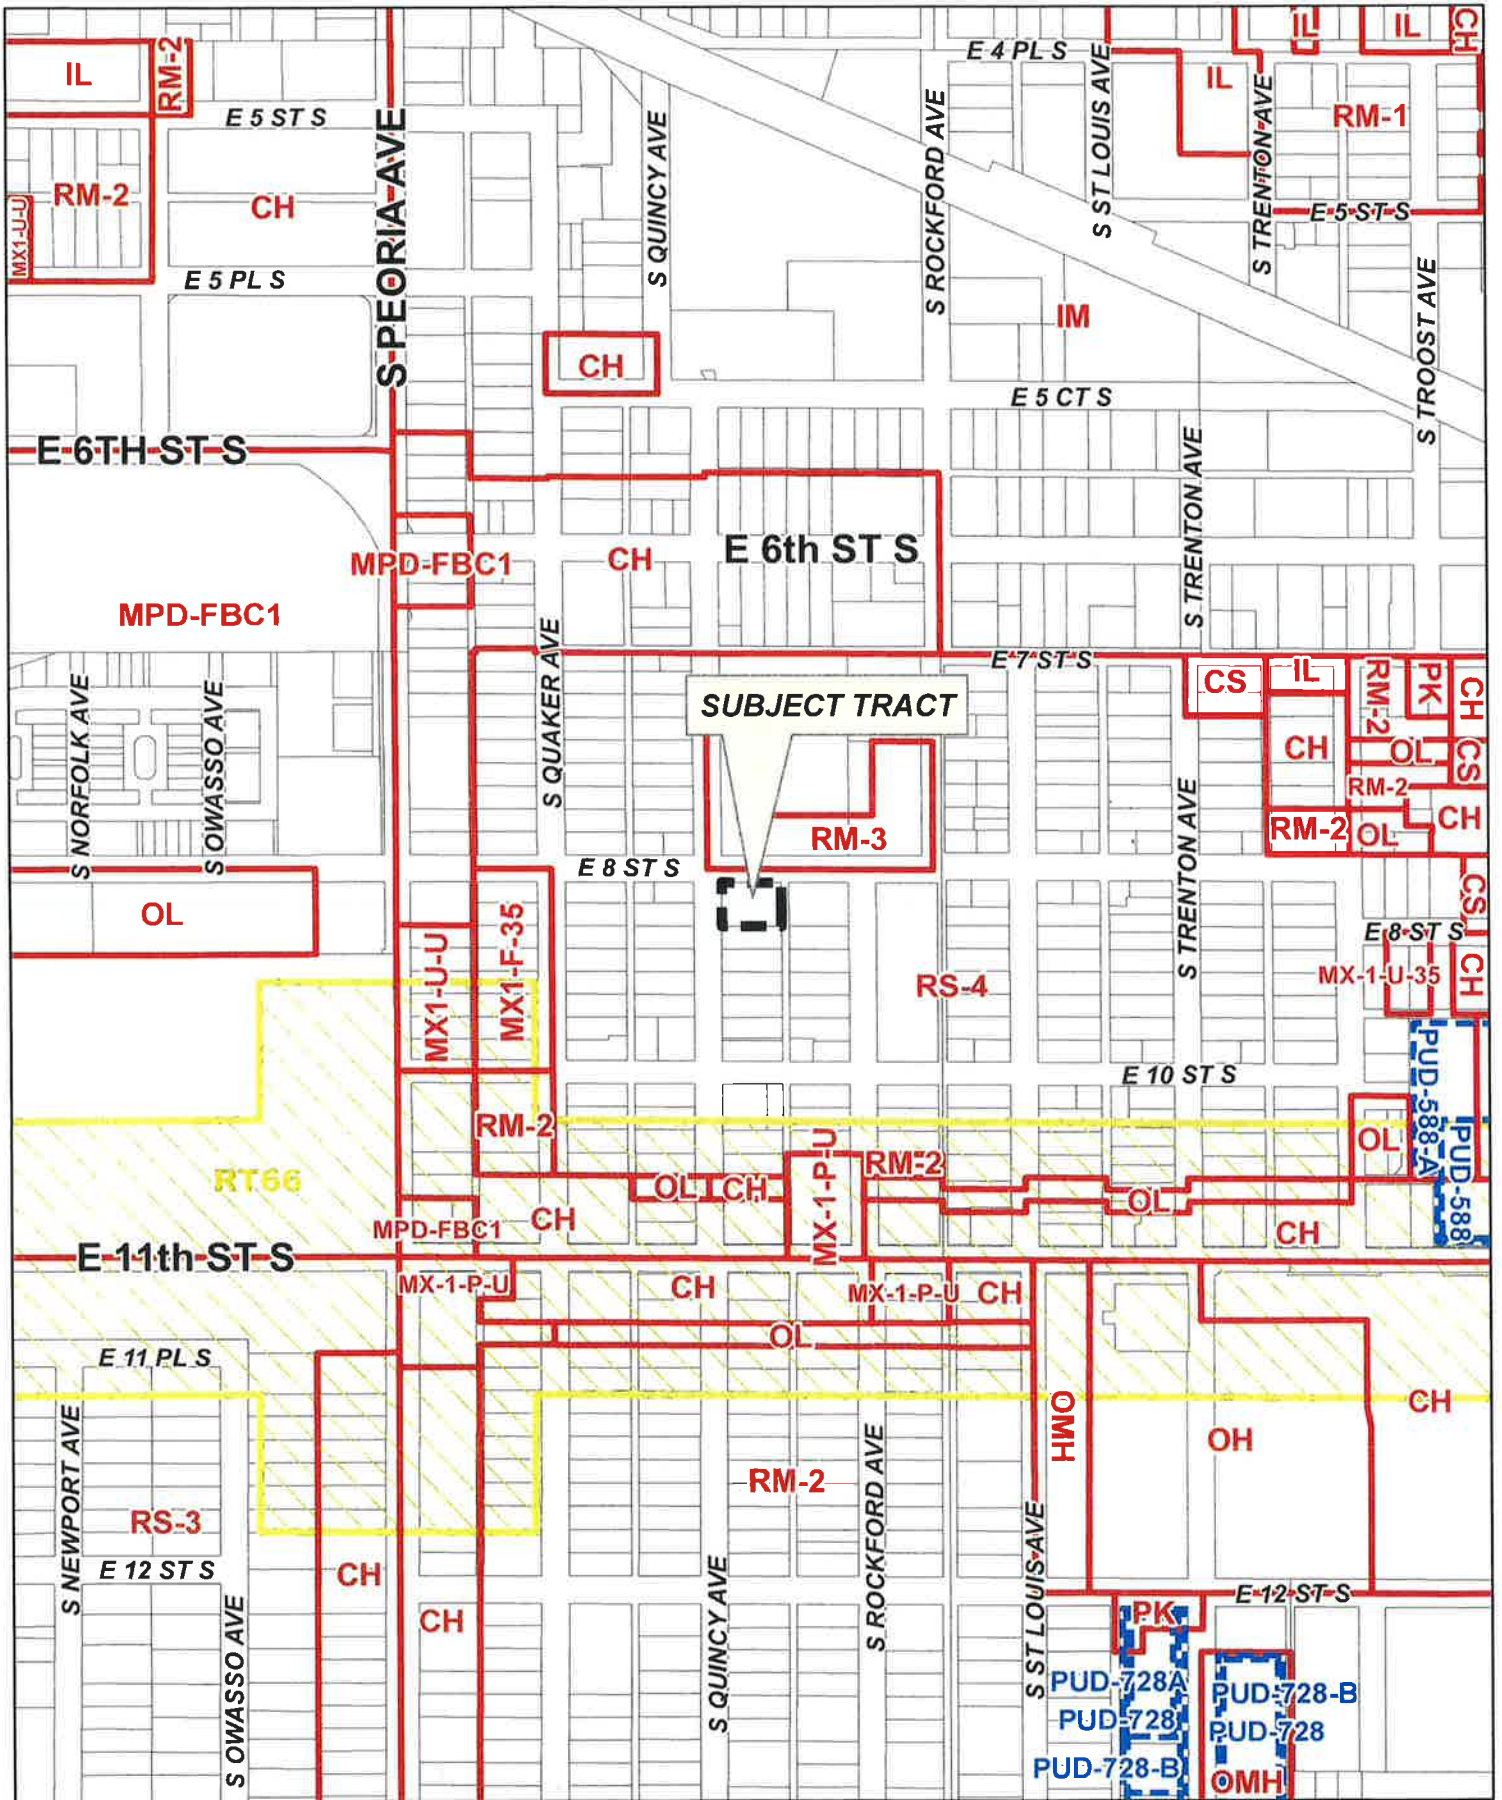 IL
RM-2
E 5 ST S
RM-2
CH
MX1-U-U
E 5 PL S
S PEORIA AVE
S QUINCY AVE
E 4 PL S
S ROCKFORD AVE
S ST LOUIS AVE
IL
IL
IL
CH
S TRENTON AVE
RM-1
E 5 ST S
IM
S TROOST AVE
CH
E 5 CT S
E 6TH ST S
MPD-FBC1
MPD-FBC1
CH
E 6th ST S
S TRENTON AVE
S QUAKER AVE
E 7 ST S
SUBJECT TRACT
CS
IL
RM-2
PK
CH
S NORFOLK AVE
S OWASSO AVE
CH
OL
CS
RM-2
CH
RM-2
OL
RM-3
S TRENTON AVE
E 8 ST S
OL
MX1-U-U
MX1-F-35
RS-4
CS
E 8 ST S
MX-1-U-35
CH
PUD-588-A
PUD-588
E 10 ST S
RM-2
OL
RT66
MX-1-P-U
RM-2
OL
CH
OL
MPD-FBC1
CH
CH
E 11th ST S
MX-1-P-U
CH
MX-1-P-U
CH
OL
E 11 PL S
CH
OMH
OH
S NEWPORT AVE
RS-3
RM-2
S ROCKFORD AVE
E 12 ST S
CH
CH
S OWASSO AVE
S QUINCY AVE
S ST LOUIS AVE
E 12 ST S
PK
PUD-728A
PUD-728
PUD-728-B
PUD-728-B
PUD-728
OMH